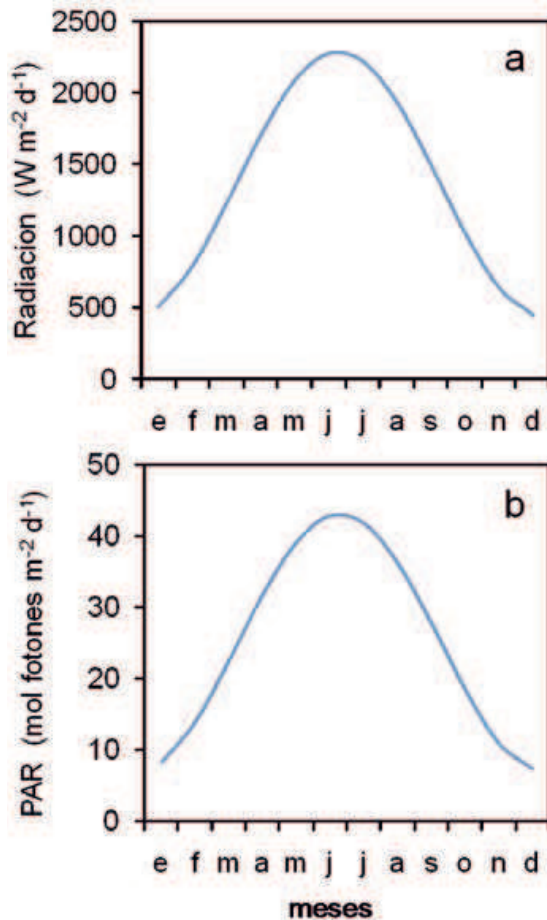 a
Radiacion (W m⁻² d⁻¹)
2500
2000
1500
1000
500
0
e f m a m j j a s o n d
b
PAR (mol fotones m⁻² d⁻¹)
50
40
30
20
10
0
e f m a m j j a s o n d
meses